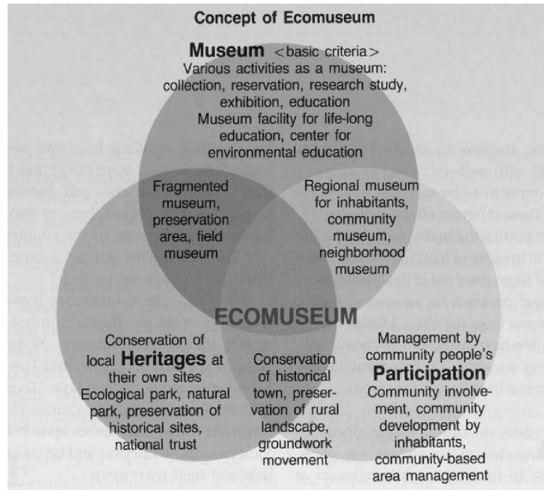 Concept of Ecomuseum
Museum <basic criteria>
Various activities as a museum:
collection, reservation, research study,
exhibition, education
Museum facility for life-long
education, center for
environmental education
Fragmented
museum,
preservation
area, field
museum
Regional museum
for inhabitants,
community
museum,
neighborhood
museum
ECOMUSEUM
Conservation of
local Heritages at
their own sites
Ecological park, natural
park, preservation of
historical sites,
national trust
Conservation
of historical
town, preser-
vation of rural
landscape,
groundwork
movement
Management by
community people's
Participation
Community involve-
ment, community
development by
inhabitants,
community-based
area management